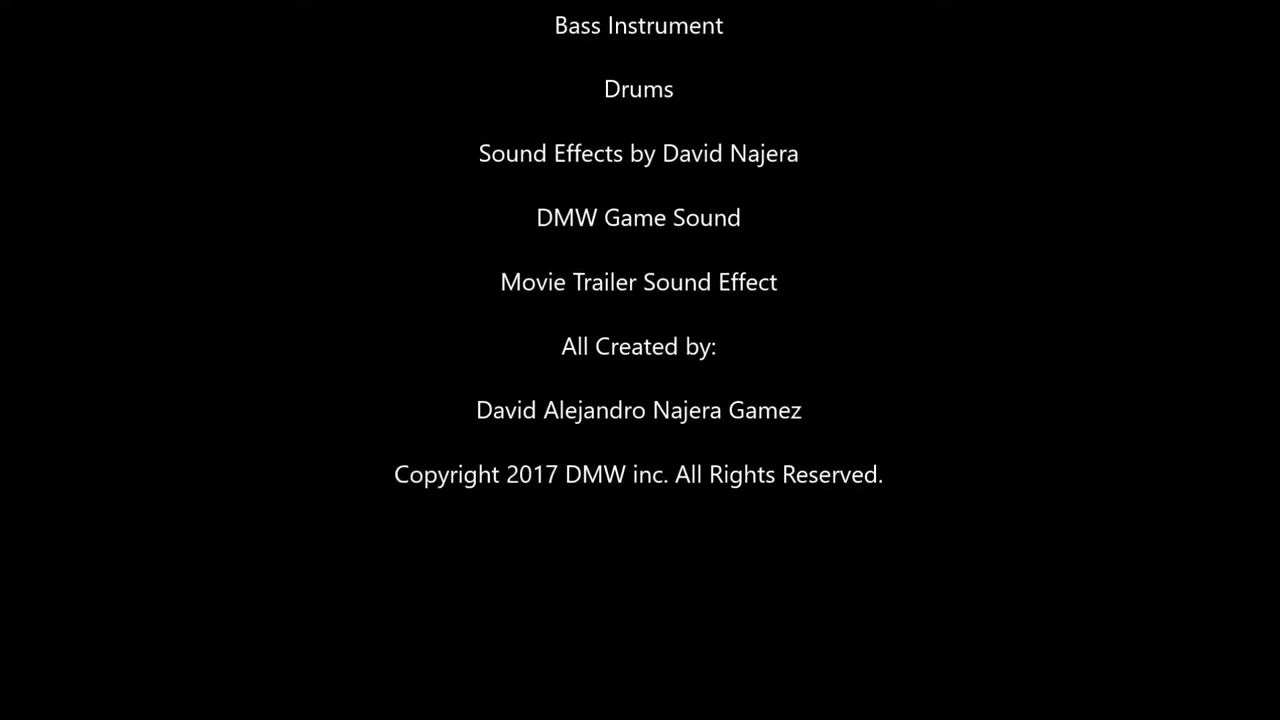 Bass Instrument
Drums
Sound Effects by David Najera
DMW Game Sound
Movie Trailer Sound Effect
All Created by:
David Alejandro Najera Gamez
Copyright 2017 DMW inc. All Rights Reserved.